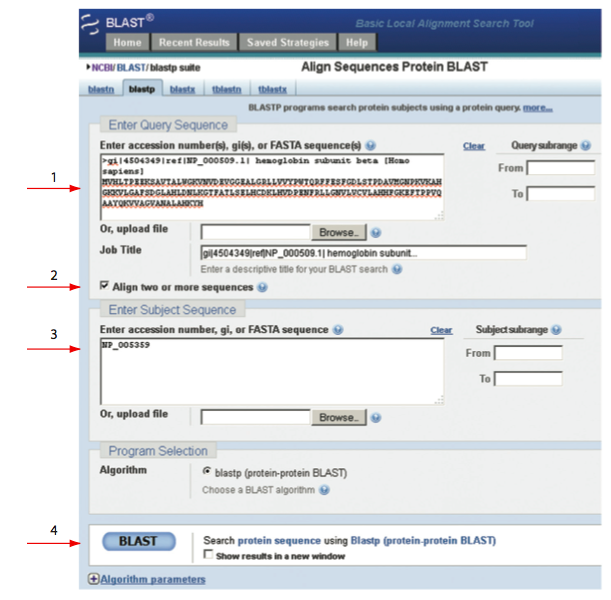 BLAST®
Basic Local Alignment Search Tool
Home Recent Results Saved Strategies Help
NCBI/ BLAST/ blastp suite
Align Sequences Protein BLAST
blastn blastp blastx tblastn tblastx
BLASTP programs search protein subjects using a protein query. more...
Enter Query Sequence
Enter accession number(s), gi(s), or FASTA sequence(s)
Clear
Query subrange
1
>gi|4504349|ref|NP_000509.1| hemoglobin subunit beta [Homo
sapiens]
MVHLTPEEKSAVTALWGKVNVDEVGGEALGRLLVVYPWTQRFFESFGDLSTPDAVMGNPKVKAH
GKKVLGAFSDGLAHLDNLKGTFATLSELHCDKLHVDPENFRLLGNVLVCVLAHHFGKEFTPPVQ
AAYQKVVAGVANALAHKYH
From
To
Or, upload file
Browse..
Job Title
gi|4504349|ref|NP_000509.1| hemoglobin subunit...
Enter a descriptive title for your BLAST search
2
Align two or more sequences
Enter Subject Sequence
Enter accession number, gi, or FASTA sequence
Clear
Subject subrange
3
NP_005359
From
To
Or, upload file
Browse..
Program Selection
Algorithm
blastp (protein-protein BLAST)
Choose a BLAST algorithm
4
BLAST
Search protein sequence using Blastp (protein-protein BLAST)
Show results in a new window
Algorithm parameters